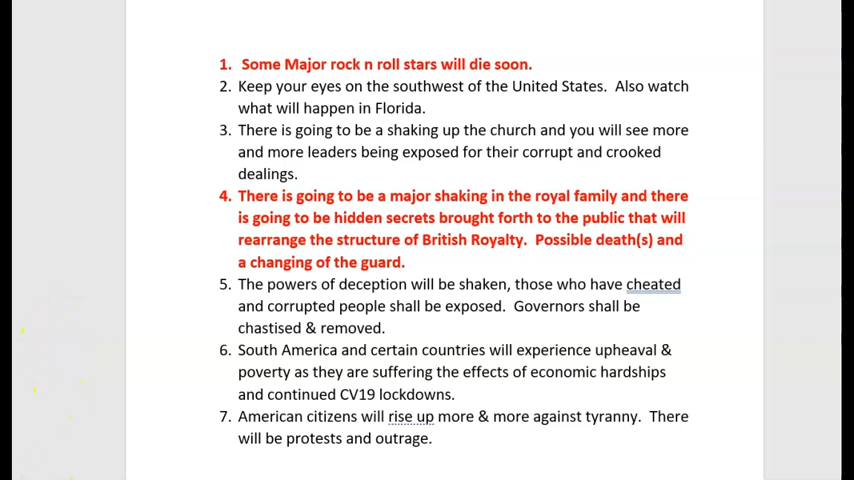 1. Some Major rock n roll stars will die soon.
2. Keep your eyes on the southwest of the United States. Also watch
what will happen in Florida.
3. There is going to be a shaking up the church and you will see more
and more leaders being exposed for their corrupt and crooked
dealings.
4. There is going to be a major shaking in the royal family and there
is going to be hidden secrets brought forth to the public that will
rearrange the structure of British Royalty. Possible death(s) and
a changing of the guard.
5. The powers of deception will be shaken, those who have cheated
and corrupted people shall be exposed. Governors shall be
chastised & removed.
6. South America and certain countries will experience upheaval &
poverty as they are suffering the effects of economic hardships
and continued CV19 lockdowns.
7. American citizens will rise up more & more against tyranny. There
will be protests and outrage.